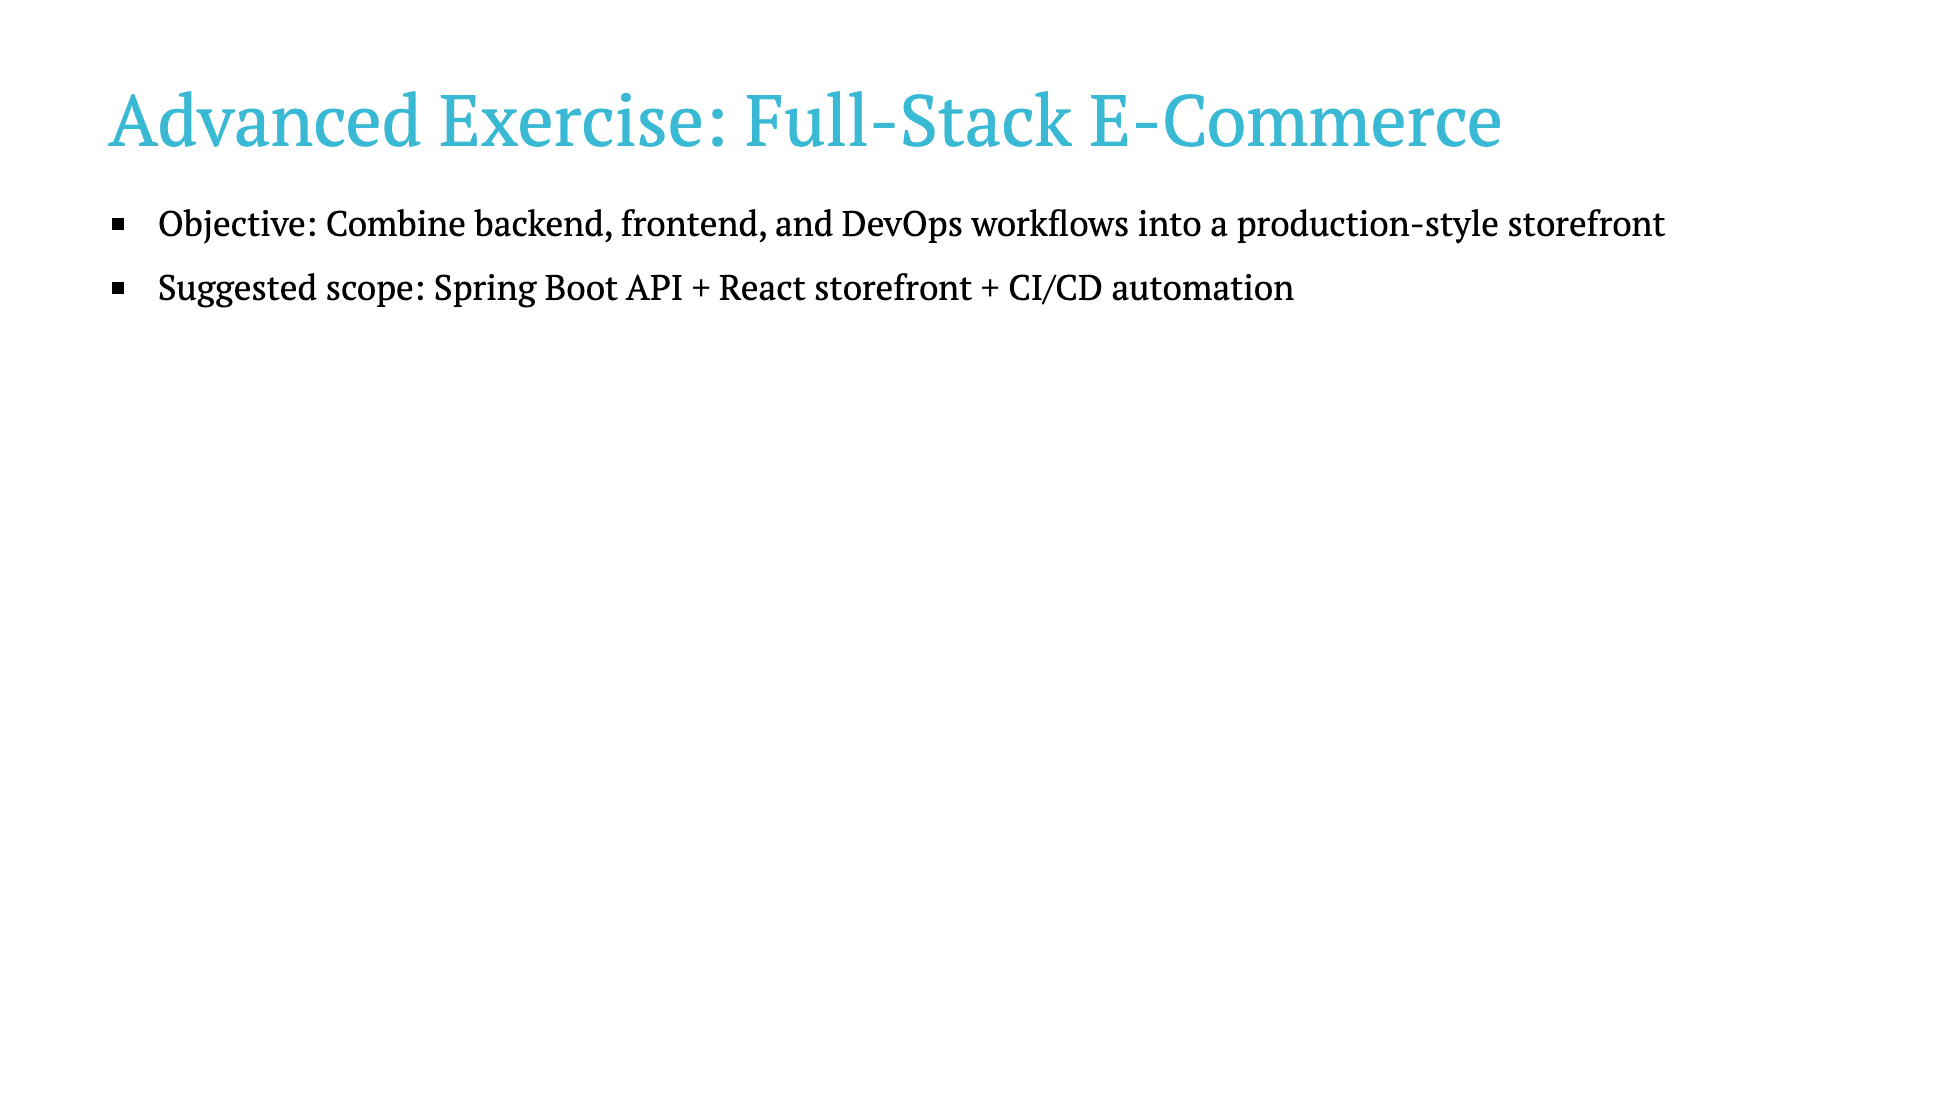 Advanced Exercise: Full-Stack E-Commerce
▪ Objective: Combine backend, frontend, and DevOps workflows into a production-style storefront
▪ Suggested scope: Spring Boot API + React storefront + CI/CD automation